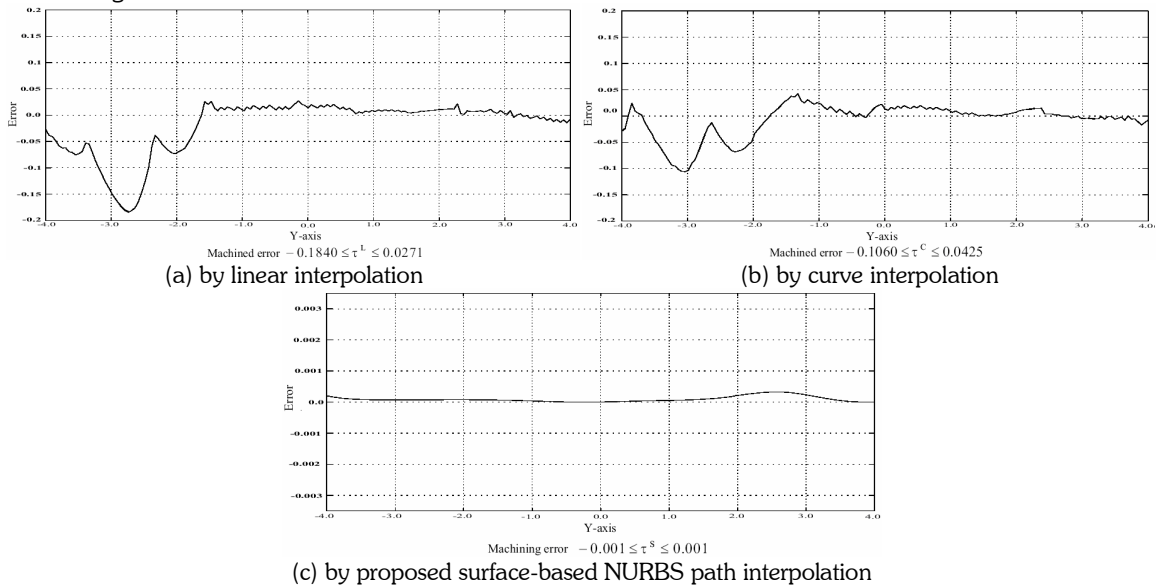 0.2
0.15
0.1
0.05
0.0
-0.05
-0.1
-0.15
-0.2
Error
-4.0 -3.0 -2.0 -1.0 0.0 1.0 2.0 3.0 4.0
Y-axis
Machined error − 0.1840 ≤ τ L ≤ 0.0271
(a) by linear interpolation
0.2
0.15
0.1
0.05
0.0
-0.05
-0.1
-0.15
-0.2
Error
-4.0 -3.0 -2.0 -1.0 0.0 1.0 2.0 3.0 4.0
Y-axis
Machined error − 0.1060 ≤ τ C ≤ 0.0425
(b) by curve interpolation
0.003
0.002
0.001
0.0
-0.001
-0.002
-0.003
Error
-4.0 -3.0 -2.0 -1.0 0.0 1.0 2.0 3.0 4.0
Y-axis
Machining error − 0.001 ≤ τ S ≤ 0.001
(c) by proposed surface-based NURBS path interpolation